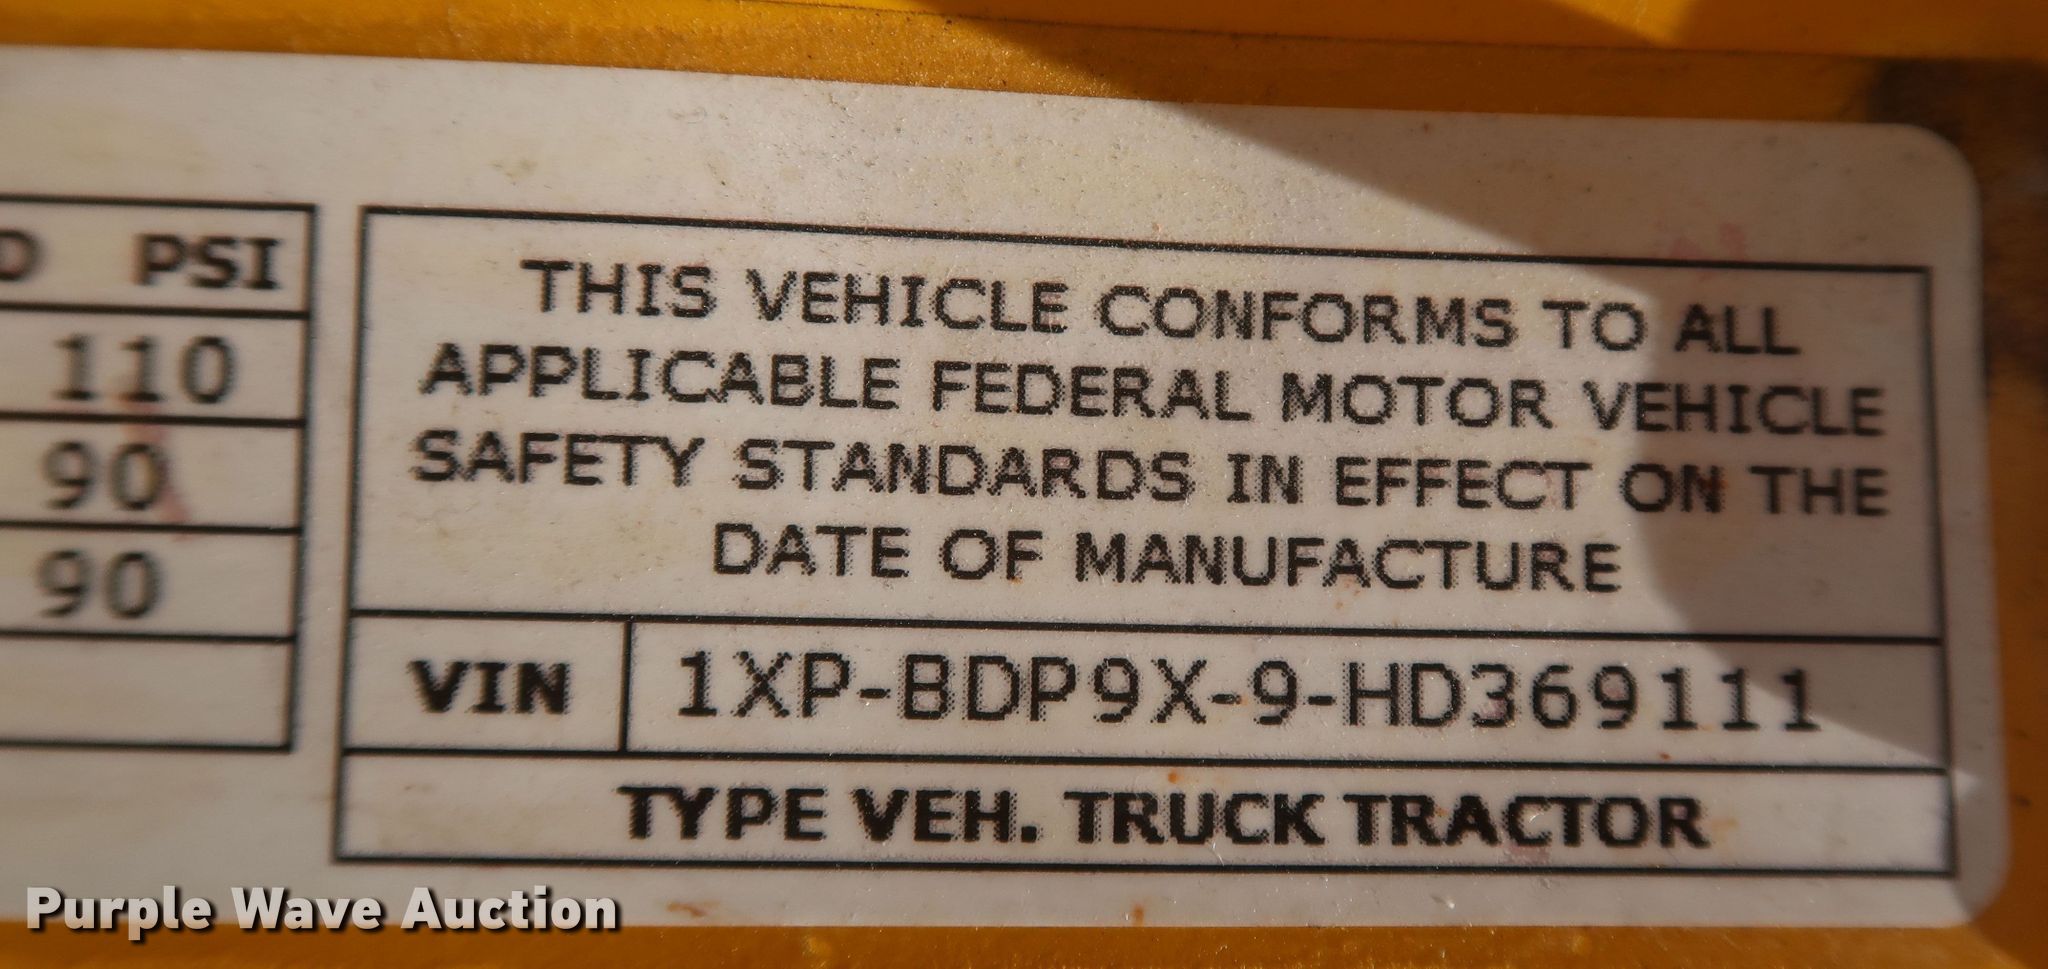 D PSI
110
90
90
THIS VEHICLE CONFORMS TO ALL
APPLICABLE FEDERAL MOTOR VEHICLE
SAFETY STANDARDS IN EFFECT ON THE
DATE OF MANUFACTURE
VIN 1XP-BDP9X-9-HD369111
TYPE VEH. TRUCK TRACTOR
Purple Wave Auction